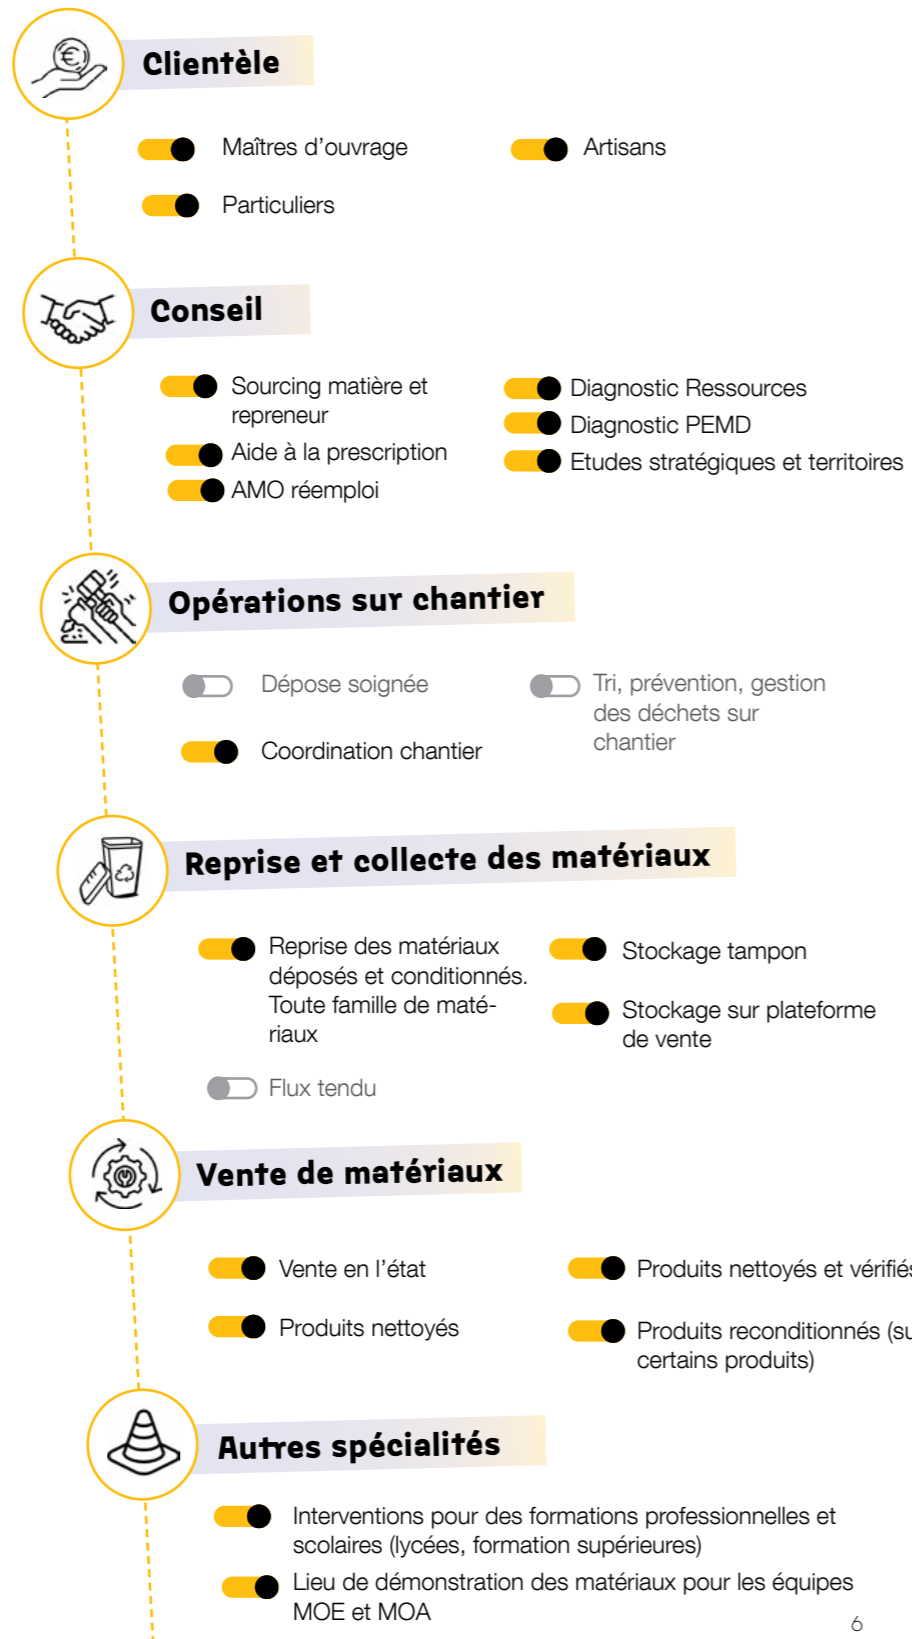 Clientèle
Maîtres d’ouvrage
Artisans
Particuliers
Conseil
Sourcing matière et
repreneur
Aide à la prescription
AMO réemploi
Diagnostic Ressources
Diagnostic PEMD
Etudes stratégiques et territoires
Opérations sur chantier
Dépose soignée
Coordination chantier
Tri, prévention, gestion
des déchets sur
chantier
Reprise et collecte des matériaux
Reprise des matériaux
déposés et conditionnés.
Toute famille de maté-
riaux
Flux tendu
Stockage tampon
Stockage sur plateforme
de vente
Vente de matériaux
Vente en l’état
Produits nettoyés
Produits nettoyés et vérifiés
Produits reconditionnés (su
certains produits)
Autres spécialités
Interventions pour des formations professionnelles et
scolaires (lycées, formation supérieures)
Lieu de démonstration des matériaux pour les équipes
MOE et MOA
6